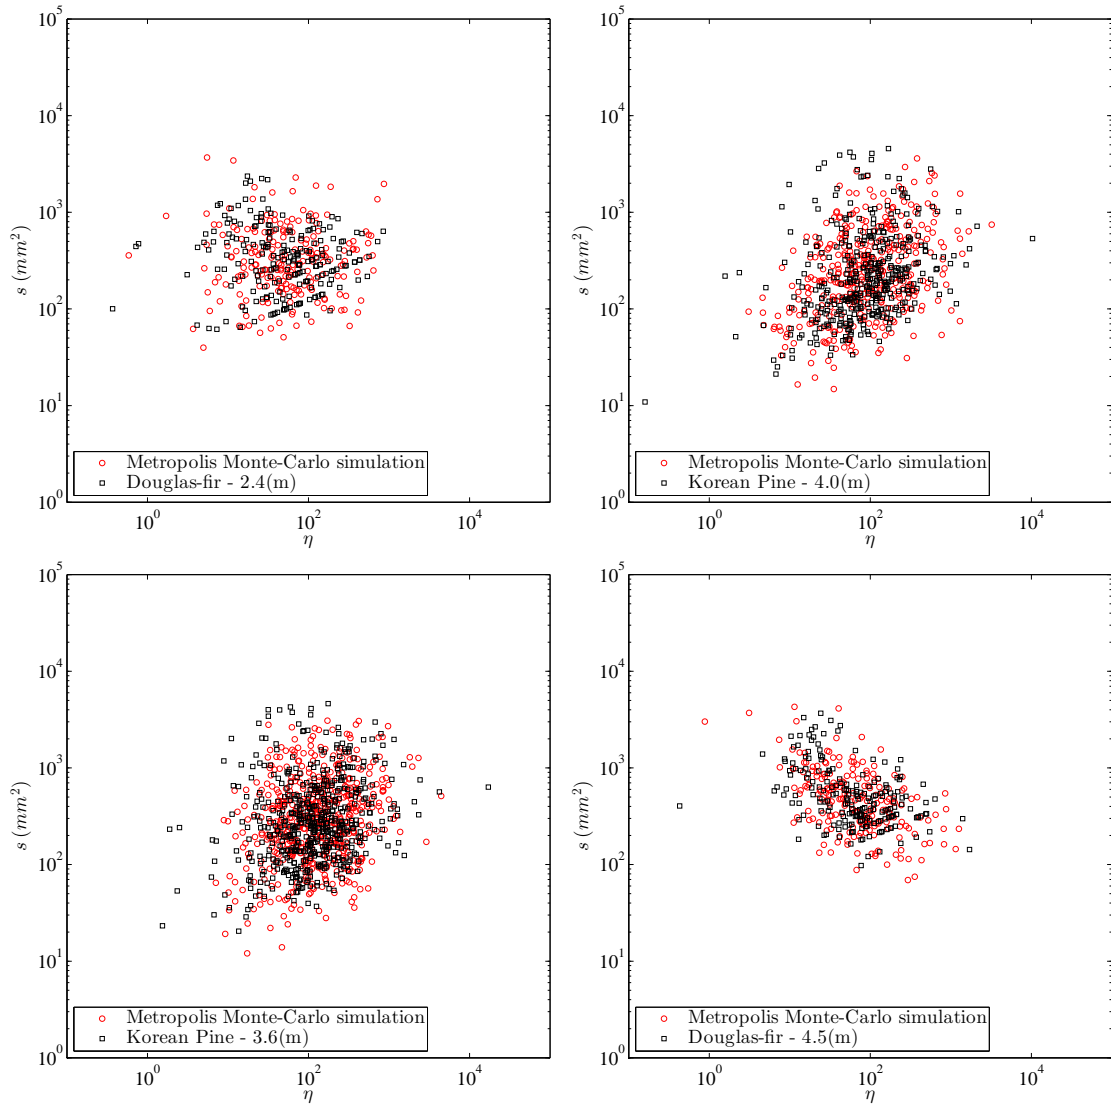 10^5
10^4
10^3
10^2
10^1
10^0
s (mm^2)
10^0 10^2 10^4
η
Metropolis Monte-Carlo simulation
Douglas-fir - 2.4(m)
10^5
10^4
10^3
10^2
10^1
10^0
s (mm^2)
10^0 10^2 10^4
η
Metropolis Monte-Carlo simulation
Korean Pine - 4.0(m)
10^5
10^4
10^3
10^2
10^1
10^0
s (mm^2)
10^0 10^2 10^4
η
Metropolis Monte-Carlo simulation
Korean Pine - 3.6(m)
10^5
10^4
10^3
10^2
10^1
10^0
s (mm^2)
10^0 10^2 10^4
η
Metropolis Monte-Carlo simulation
Douglas-fir - 4.5(m)